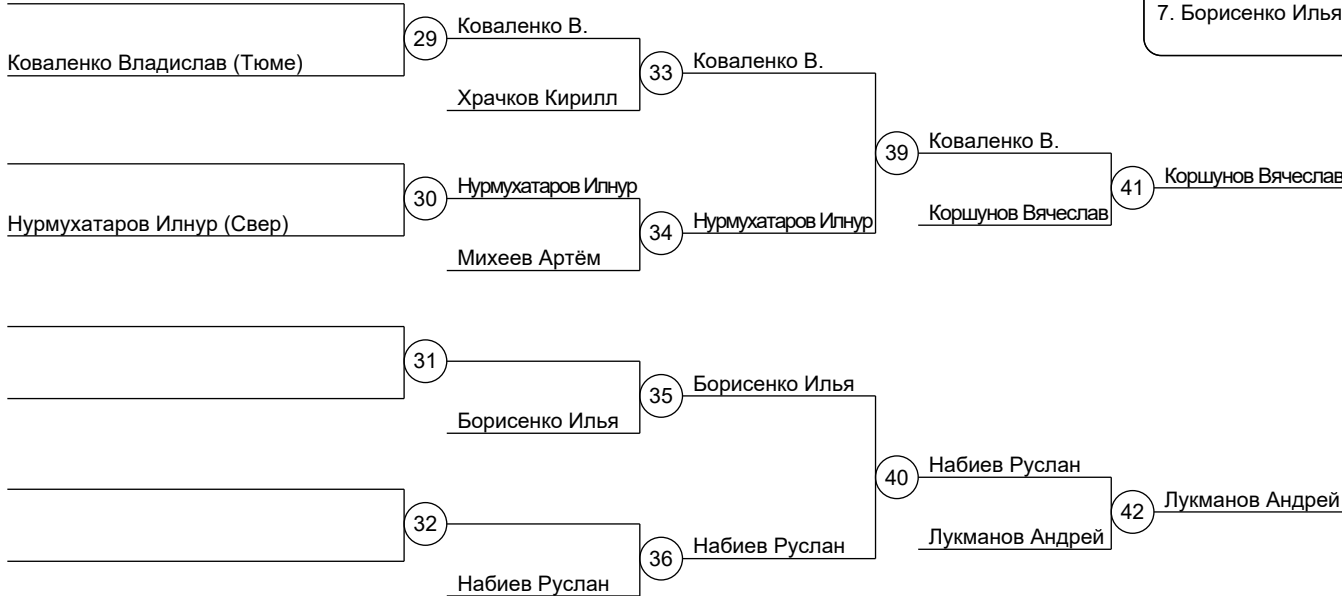 7. Борисенко Илья
29
Коваленко В.
Коваленко Владислав (Тюме)
33
Коваленко В.
Храчков Кирилл
39
Коваленко В.
41
Коршунов Вячеслав
Коршунов Вячеслав
30
Нурмухатаров Илнур
Нурмухатаров Илнур (Свер)
34
Нурмухатаров Илнур
Михеев Артём
31
35
Борисенко Илья
Борисенко Илья
40
Набиев Руслан
42
Лукманов Андрей
Лукманов Андрей
32
36
Набиев Руслан
Набиев Руслан